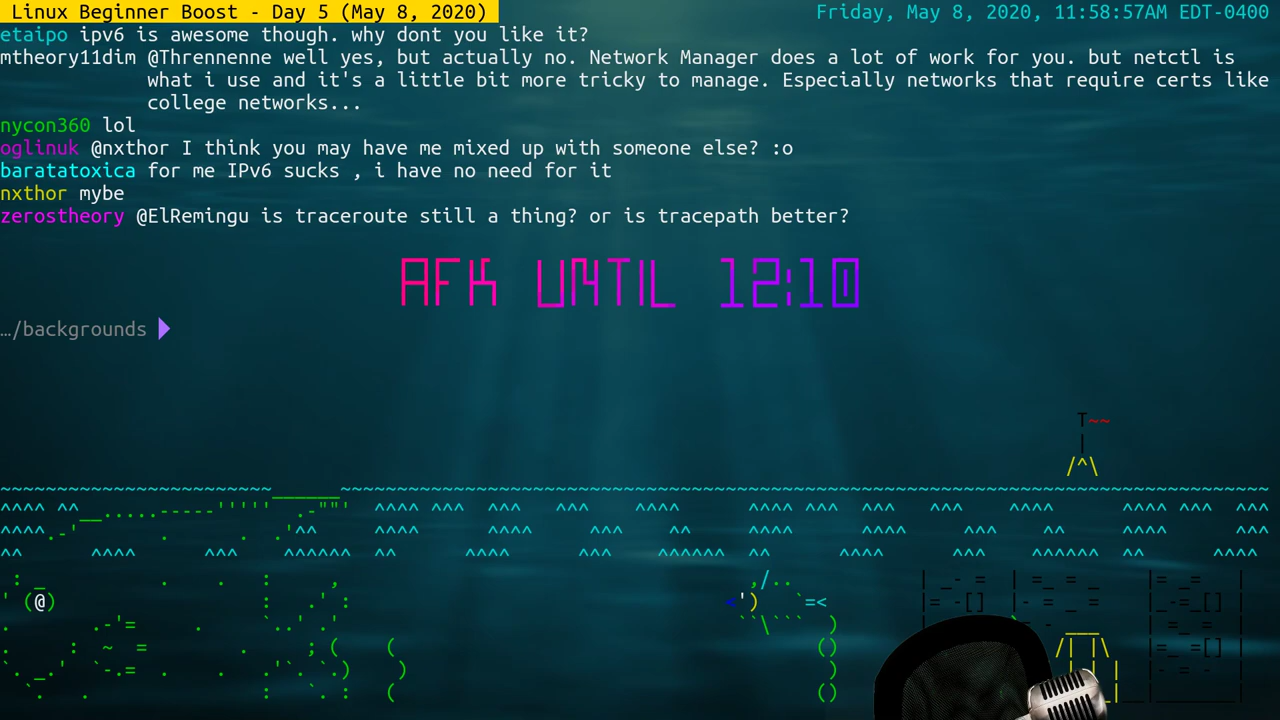 Linux Beginner Boost - Day 5 (May 8, 2020)
Friday, May 8, 2020, 11:58:57AM EDT-0400
etaipo ipv6 is awesome though. why dont you like it?
mtheory11dim @Thrennenne well yes, but actually no. Network Manager does a lot of work for you. but netctl is
what i use and it's a little bit more tricky to manage. Especially networks that require certs like
college networks...
nycon360 lol
oglinuk @nxthor I think you may have me mixed up with someone else? :o
baratatoxica for me IPv6 sucks , i have no need for it
nxthor mybe
zerostheory @ElRemingu is traceroute still a thing? or is tracepath better?
AFK UNTIL 12:10
…/backgrounds